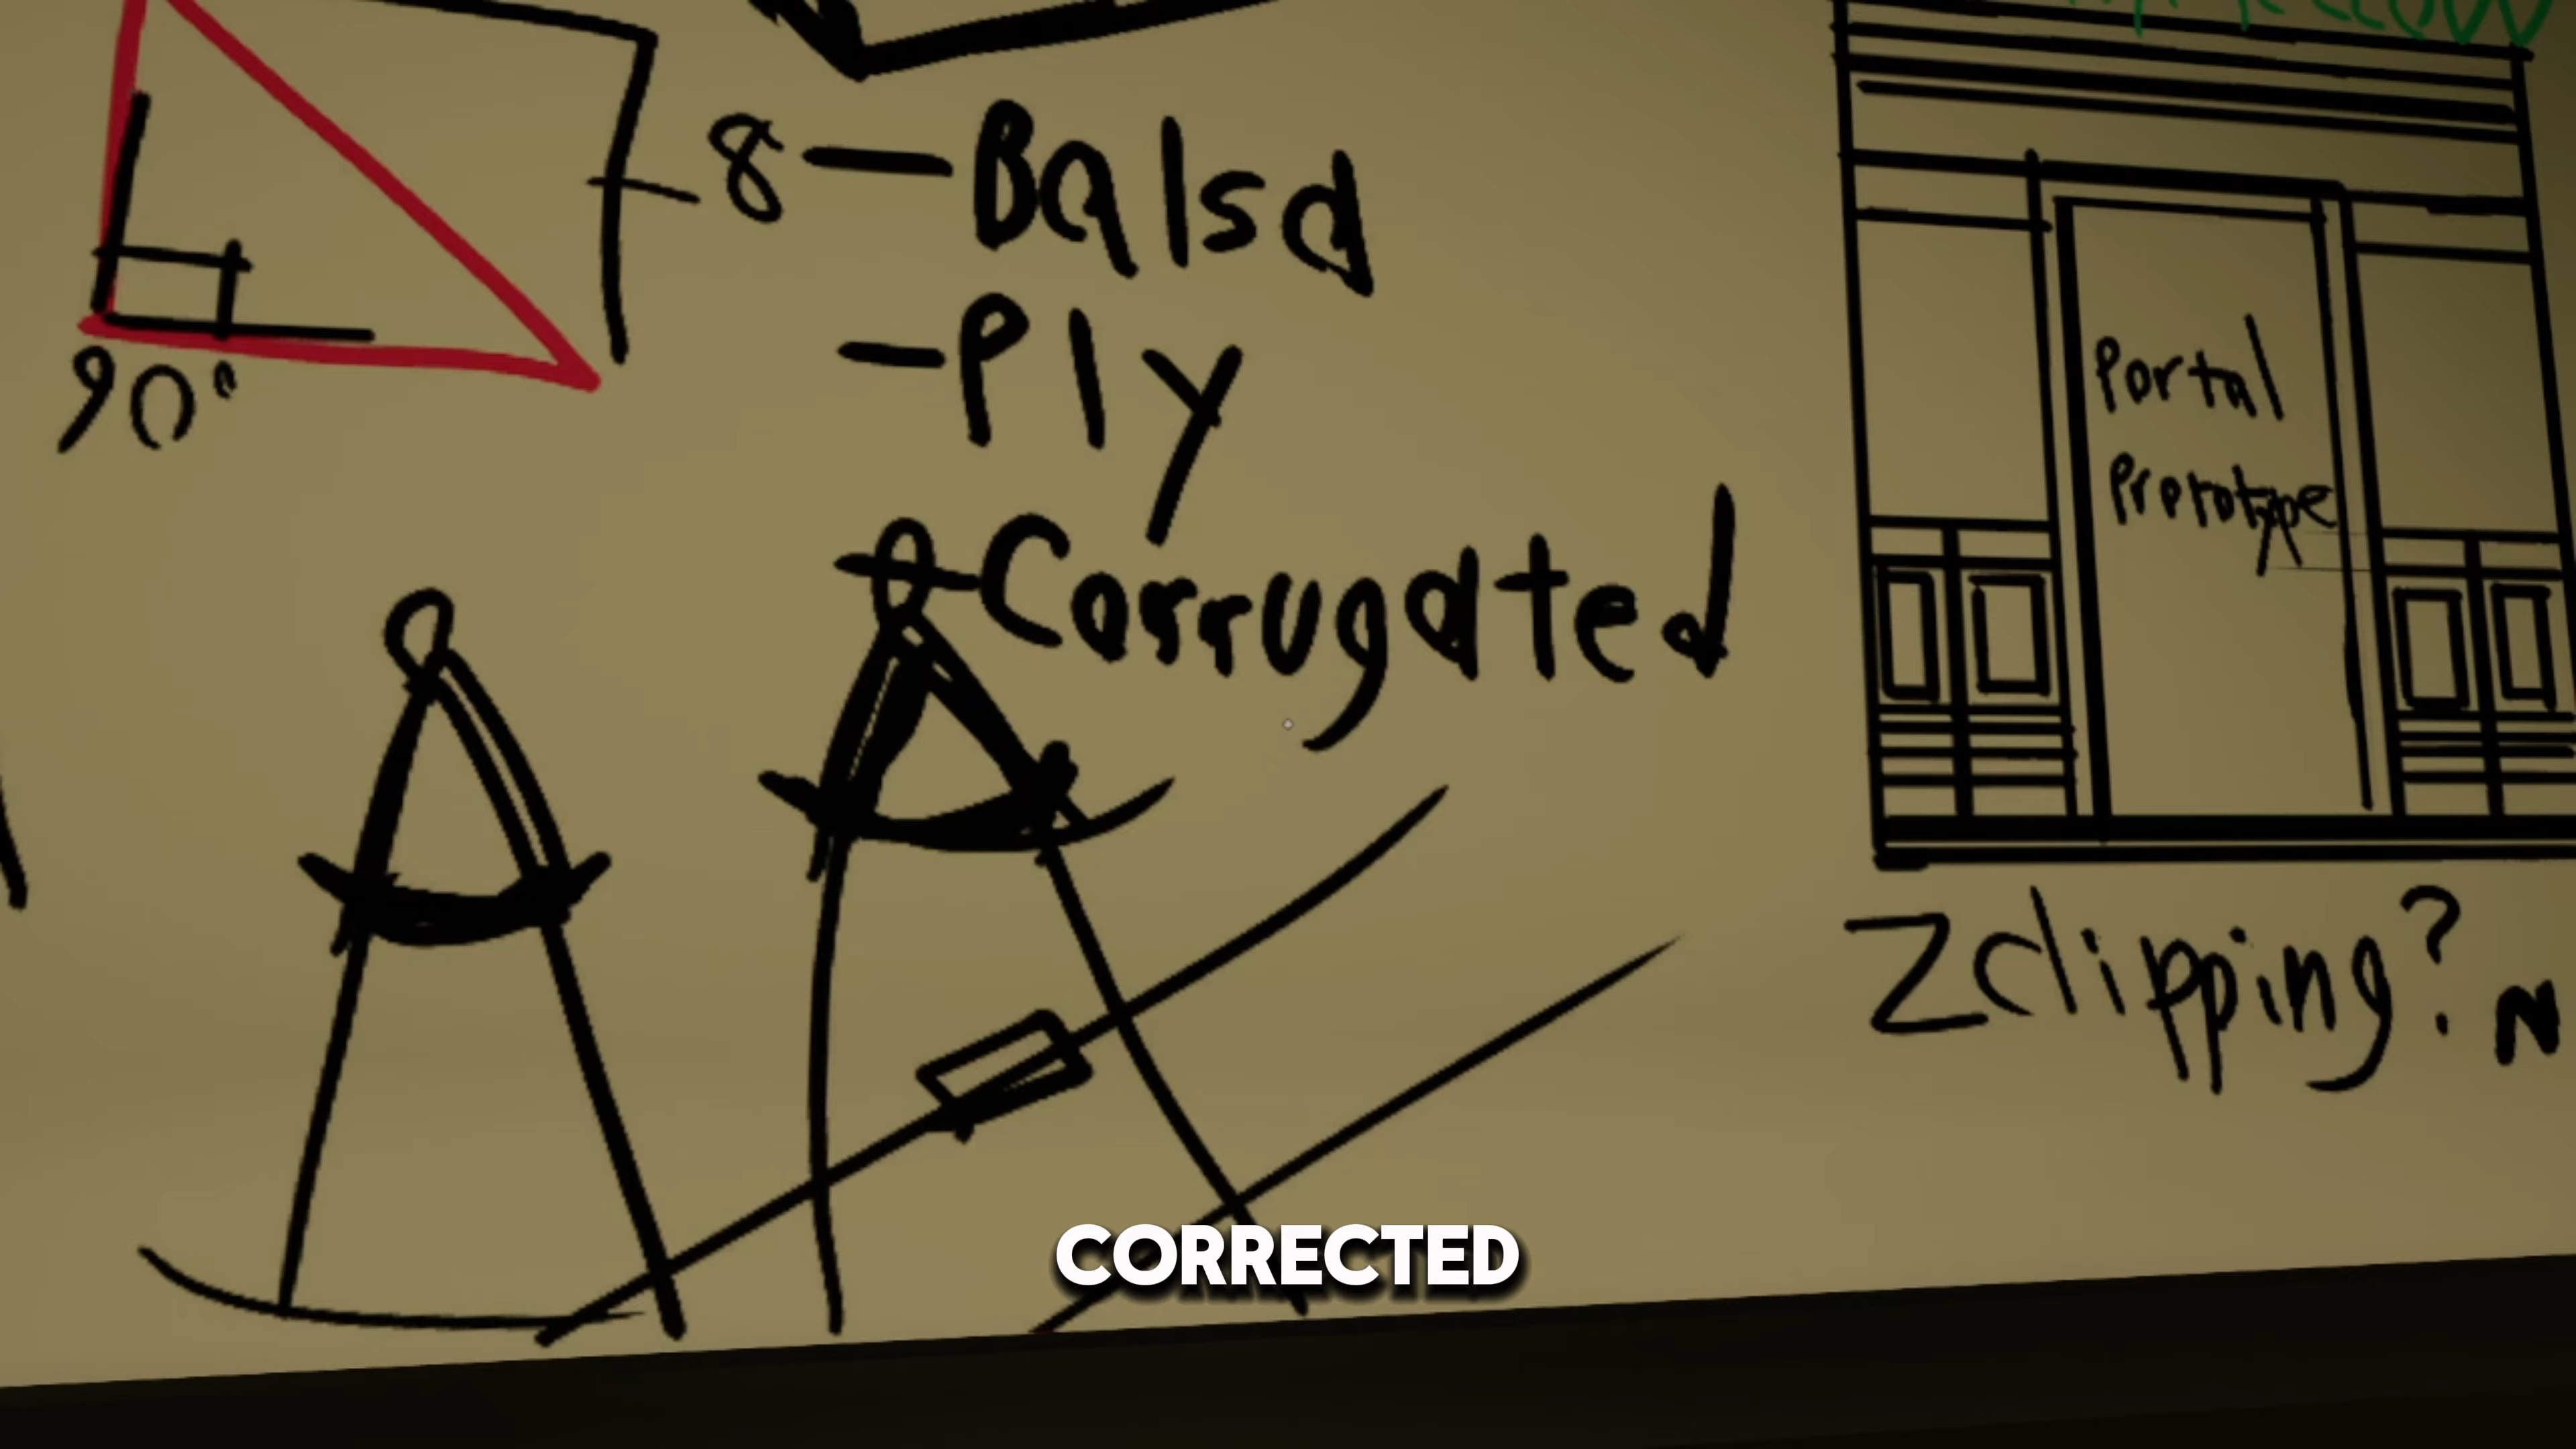 8-Balsa
-Ply
-Corrugated
90°
Portal
Prototype
Zclipping?
N
CORRECTED